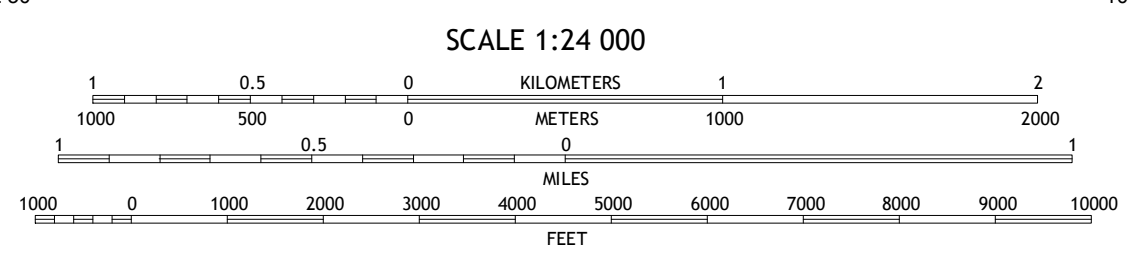 SCALE 1:24 000
1 0.5 0 KILOMETERS 1 2
1000 500 0 METERS 1000 2000
1 0.5 0 1
MILES
1000 0 1000 2000 3000 4000 5000 6000 7000 8000 9000 10000
FEET